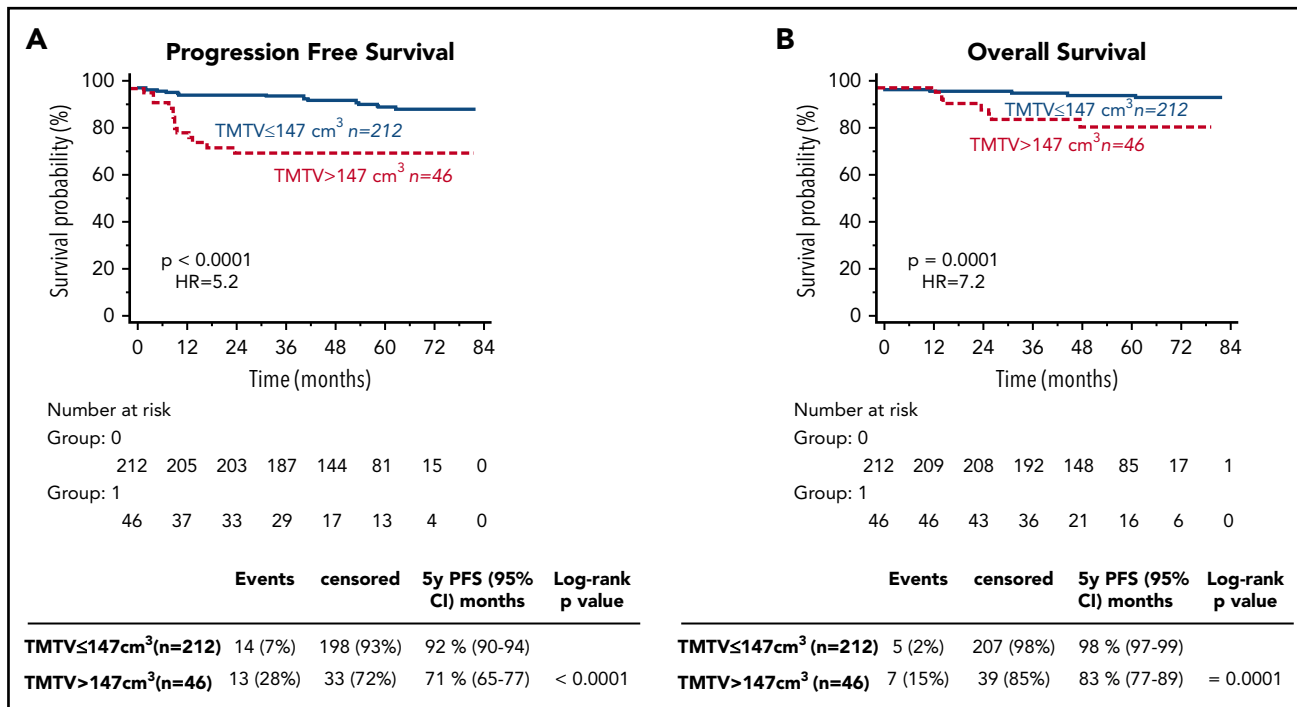 A
Progression Free Survival
Survival probability (%)
100
80
60
40
20
0
TMTV≤147 cm³ n=212
TMTV>147 cm³ n=46
p < 0.0001
HR=5.2
0 12 24 36 48 60 72 84
Time (months)
Number at risk
Group: 0
212 205 203 187 144 81 15 0
Group: 1
46 37 33 29 17 13 4 0
Events censored 5y PFS (95% Log-rank
CI) months p value
TMTV≤147cm³(n=212) 14 (7%) 198 (93%) 92 % (90-94)
TMTV>147cm³(n=46) 13 (28%) 33 (72%) 71 % (65-77) < 0.0001
B
Overall Survival
Survival probability (%)
100
80
60
40
20
0
TMTV≤147 cm³ n=212
TMTV>147 cm³ n=46
p = 0.0001
HR=7.2
0 12 24 36 48 60 72 84
Time (months)
Number at risk
Group: 0
212 209 208 192 148 85 17 1
Group: 1
46 46 43 36 21 16 6 0
Events censored 5y PFS (95% Log-rank
CI) months p value
TMTV≤147cm³ (n=212) 5 (2%) 207 (98%) 98 % (97-99)
TMTV>147cm³ (n=46) 7 (15%) 39 (85%) 83 % (77-89) = 0.0001